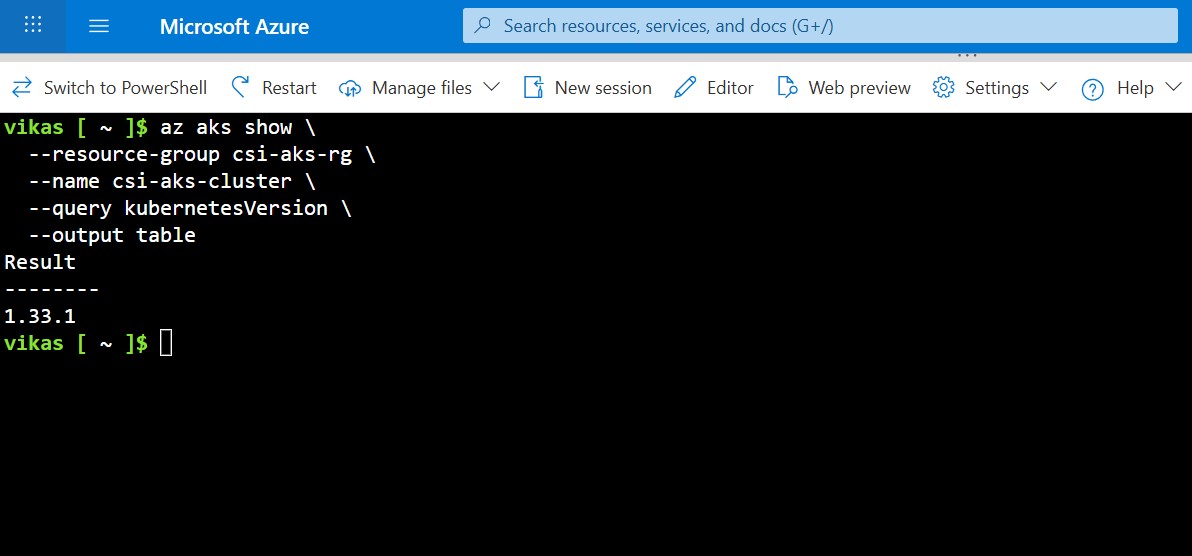 Microsoft Azure
Search resources, services, and docs (G+/)
Switch to PowerShell Restart Manage files New session Editor Web preview Settings ? Help
vikas [ ~ ]$ az aks show \
  --resource-group csi-aks-rg \
  --name csi-aks-cluster \
  --query kubernetesVersion \
  --output table
Result
--------
1.33.1
vikas [ ~ ]$